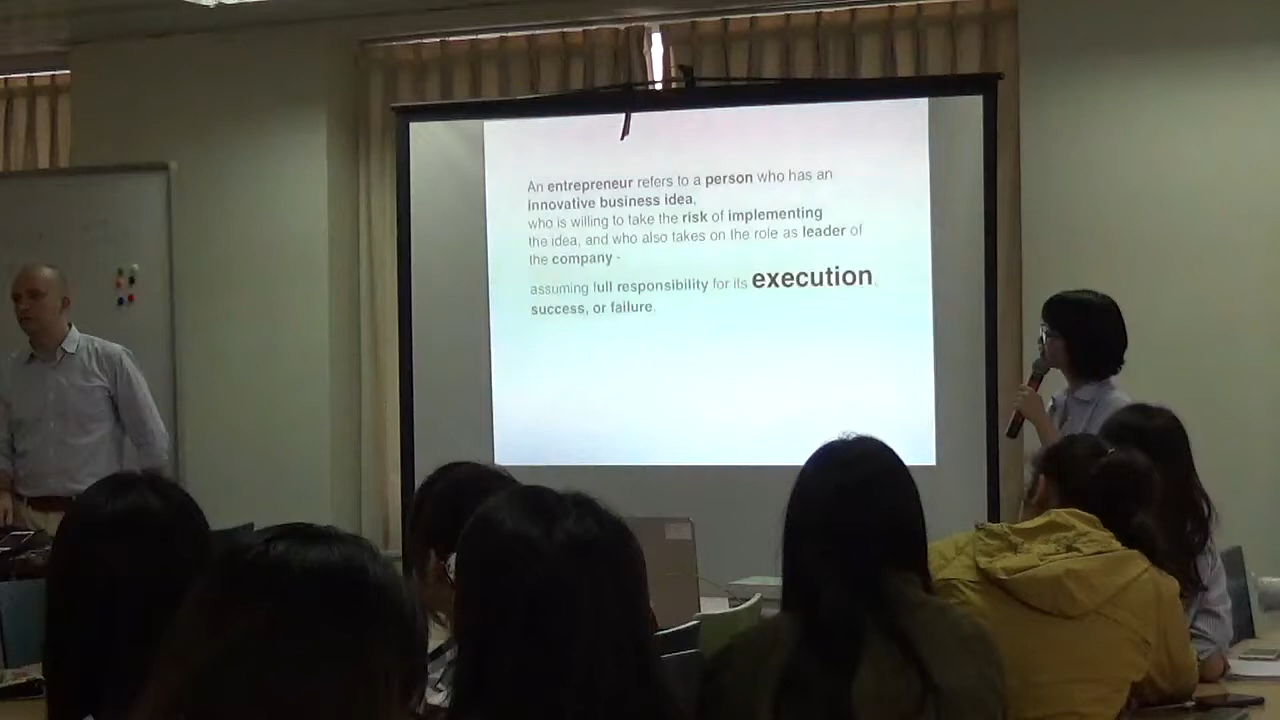 An entrepreneur refers to a person who has an
innovative business idea,
who is willing to take the risk of implementing
the idea, and who also takes on the role as leader of
the company -
assuming full responsibility for its execution,
success, or failure.